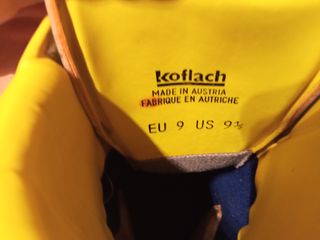 Koflach
MADE IN AUSTRIA
FABRIQUE EN AUTRICHE
EU 9 US 9½